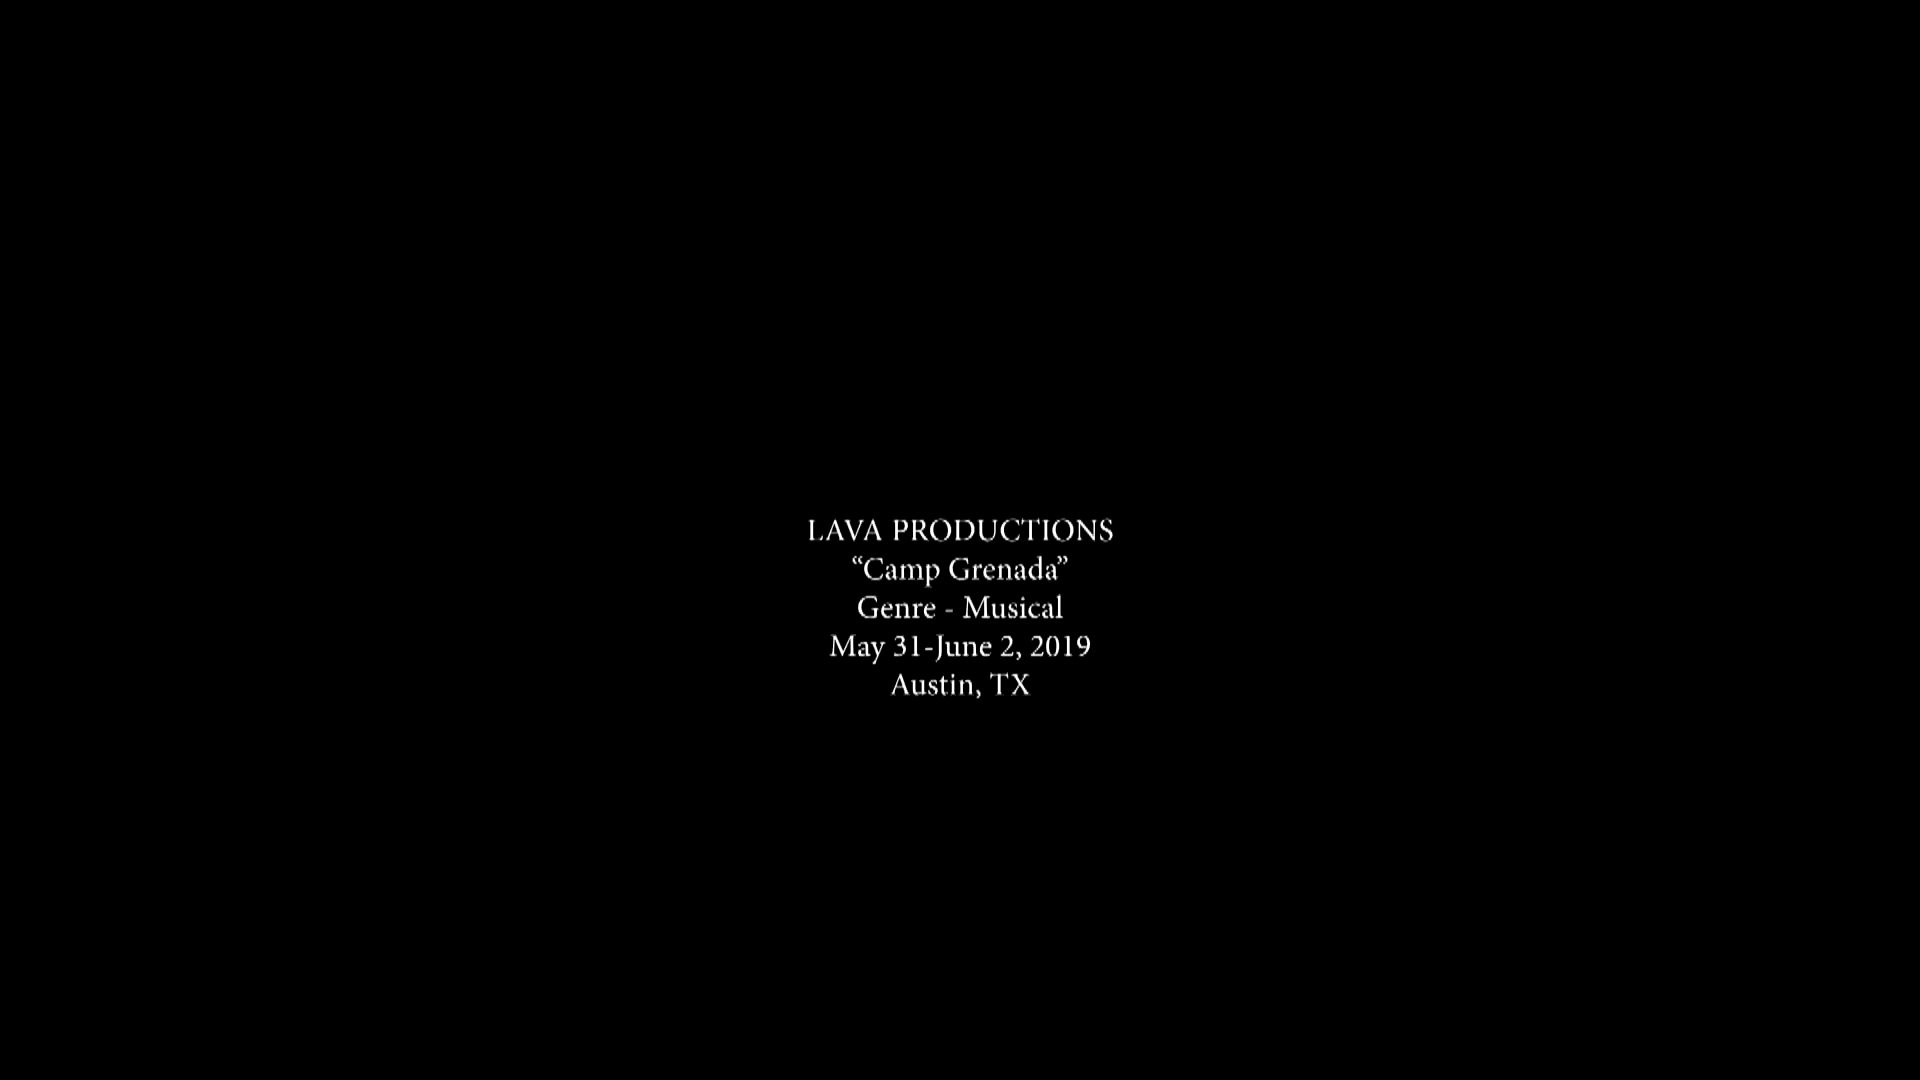 LAVA PRODUCTIONS
“Camp Grenada”
Genre - Musical
May 31-June 2, 2019
Austin, TX